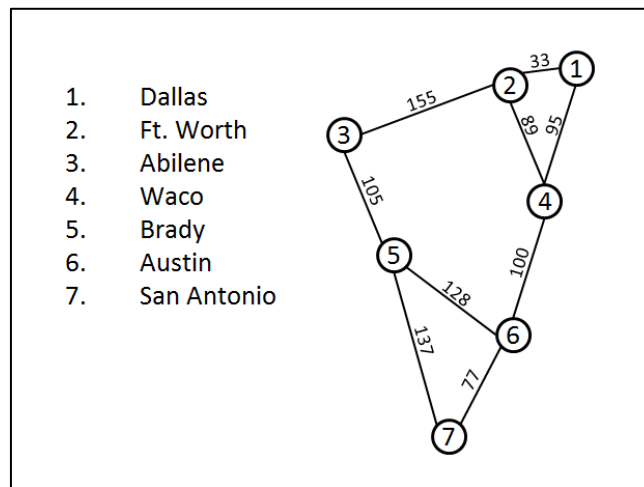 1. Dallas
2. Ft. Worth
3. Abilene
4. Waco
5. Brady
6. Austin
7. San Antonio
33
1
2
155
89
95
3
105
4
5
100
128
6
137
77
7